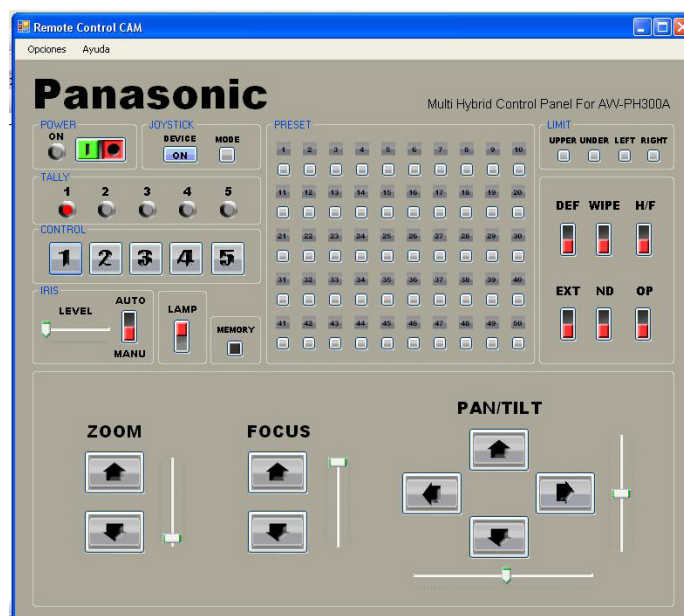 Remote Control CAM
Opciones Ayuda
Panasonic
Multi Hybrid Control Panel For AW-PH300A
POWER
ON
JOYSTICK
DEVICE MODE
ON
PRESET
1 2 3 4 5 6 7 8 9 10
11 12 13 14 15 16 17 18 19 20
21 22 23 24 25 26 27 28 29 30
31 32 33 34 35 36 37 38 39 40
41 42 43 44 45 46 47 48 49 50
LIMIT
UPPER UNDER LEFT RIGHT
TALLY
1 2 3 4 5
CONTROL
1 2 3 4 5
DEF WIPE H/F
EXT ND OP
IRIS
LEVEL
AUTO
MANU
LAMP
MEMORY
ZOOM
FOCUS
PAN/TILT